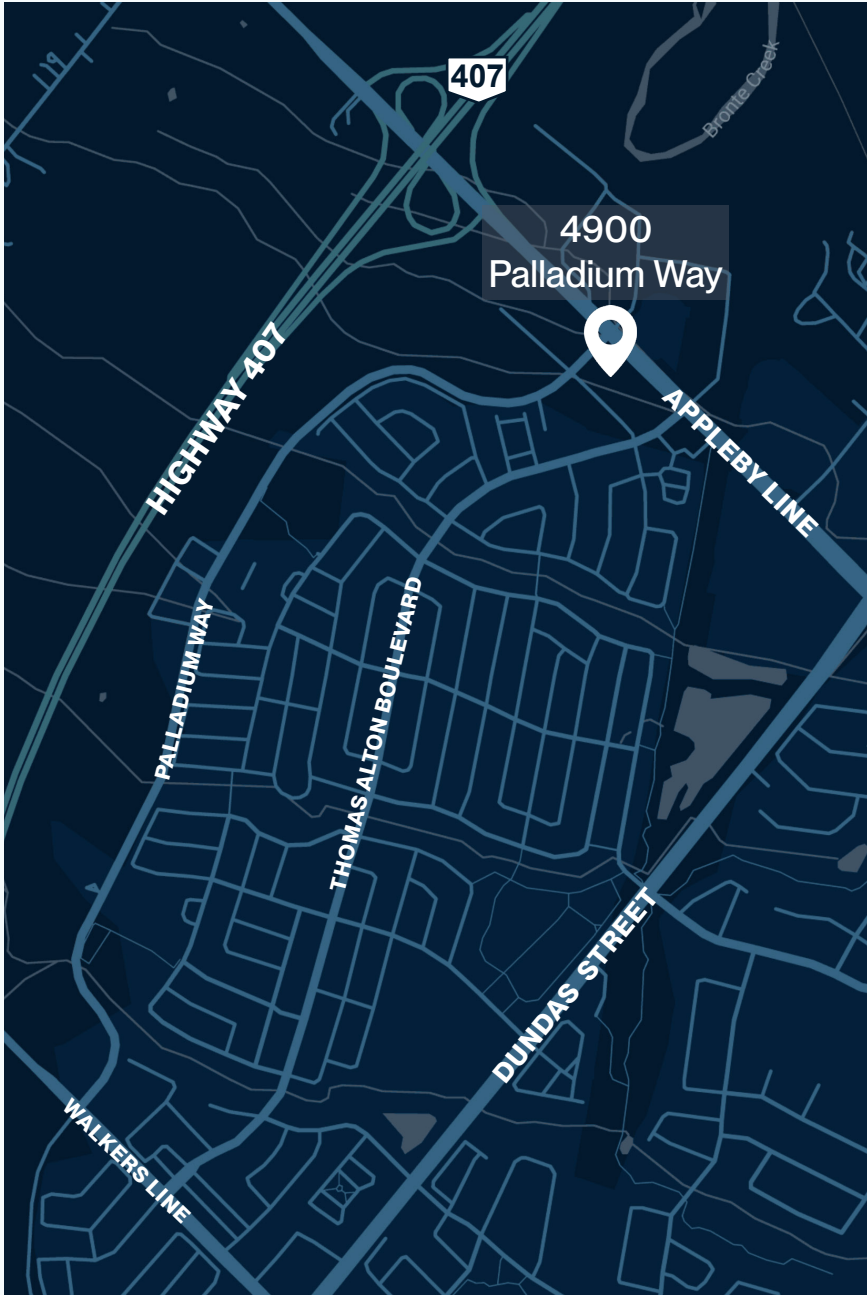 407
Bronte Creek
4900
Palladium Way
HIGHWAY 407
APPLEBY LINE
PALLADIUM WAY
THOMAS ALTON BOULEVARD
DUNDAS STREET
WALKERS LINE